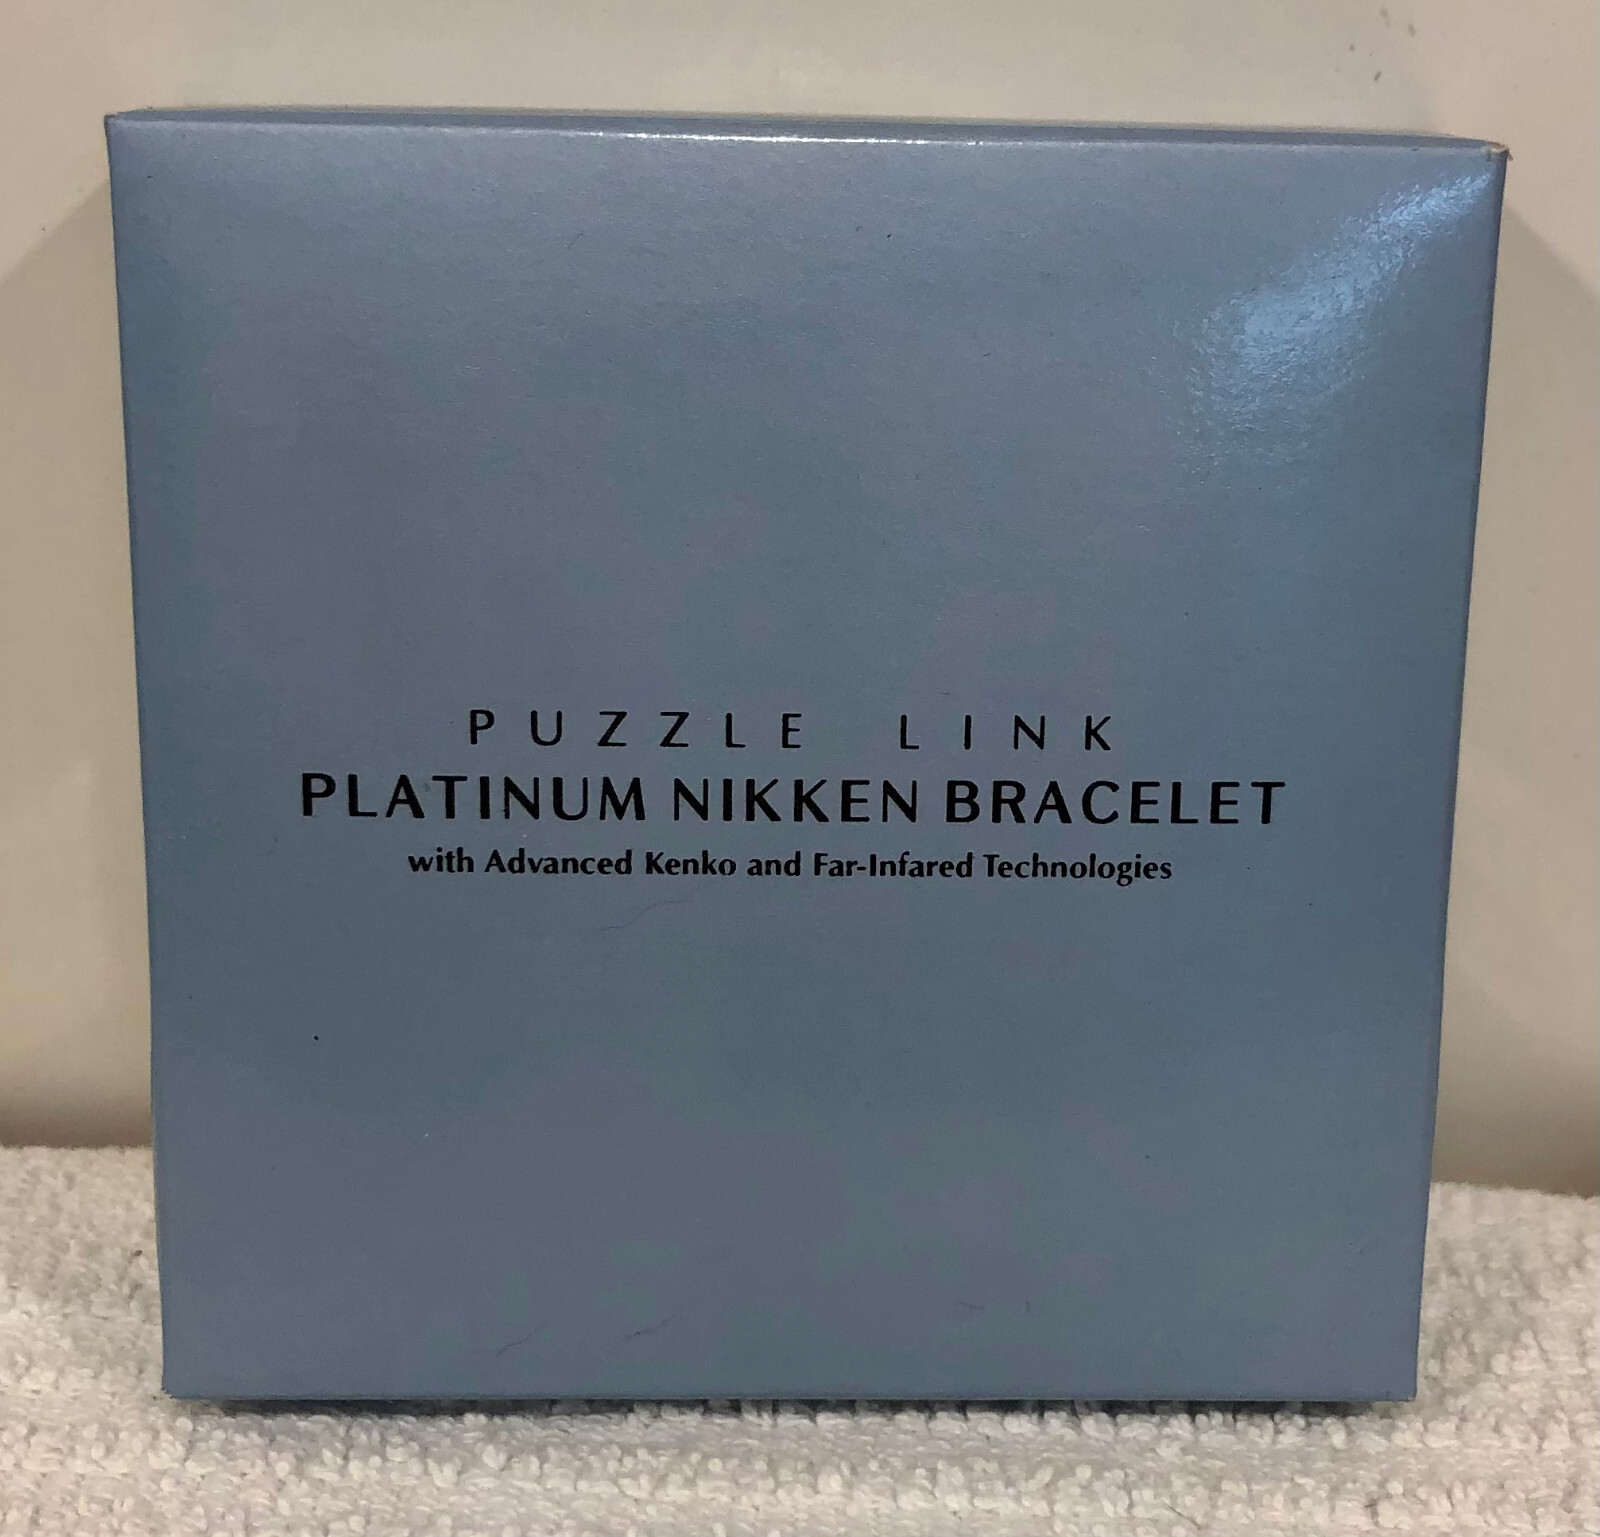 PUZZLE LINK
PLATINUM NIKKEN BRACELET
with Advanced Kenko and Far-Infared Technologies